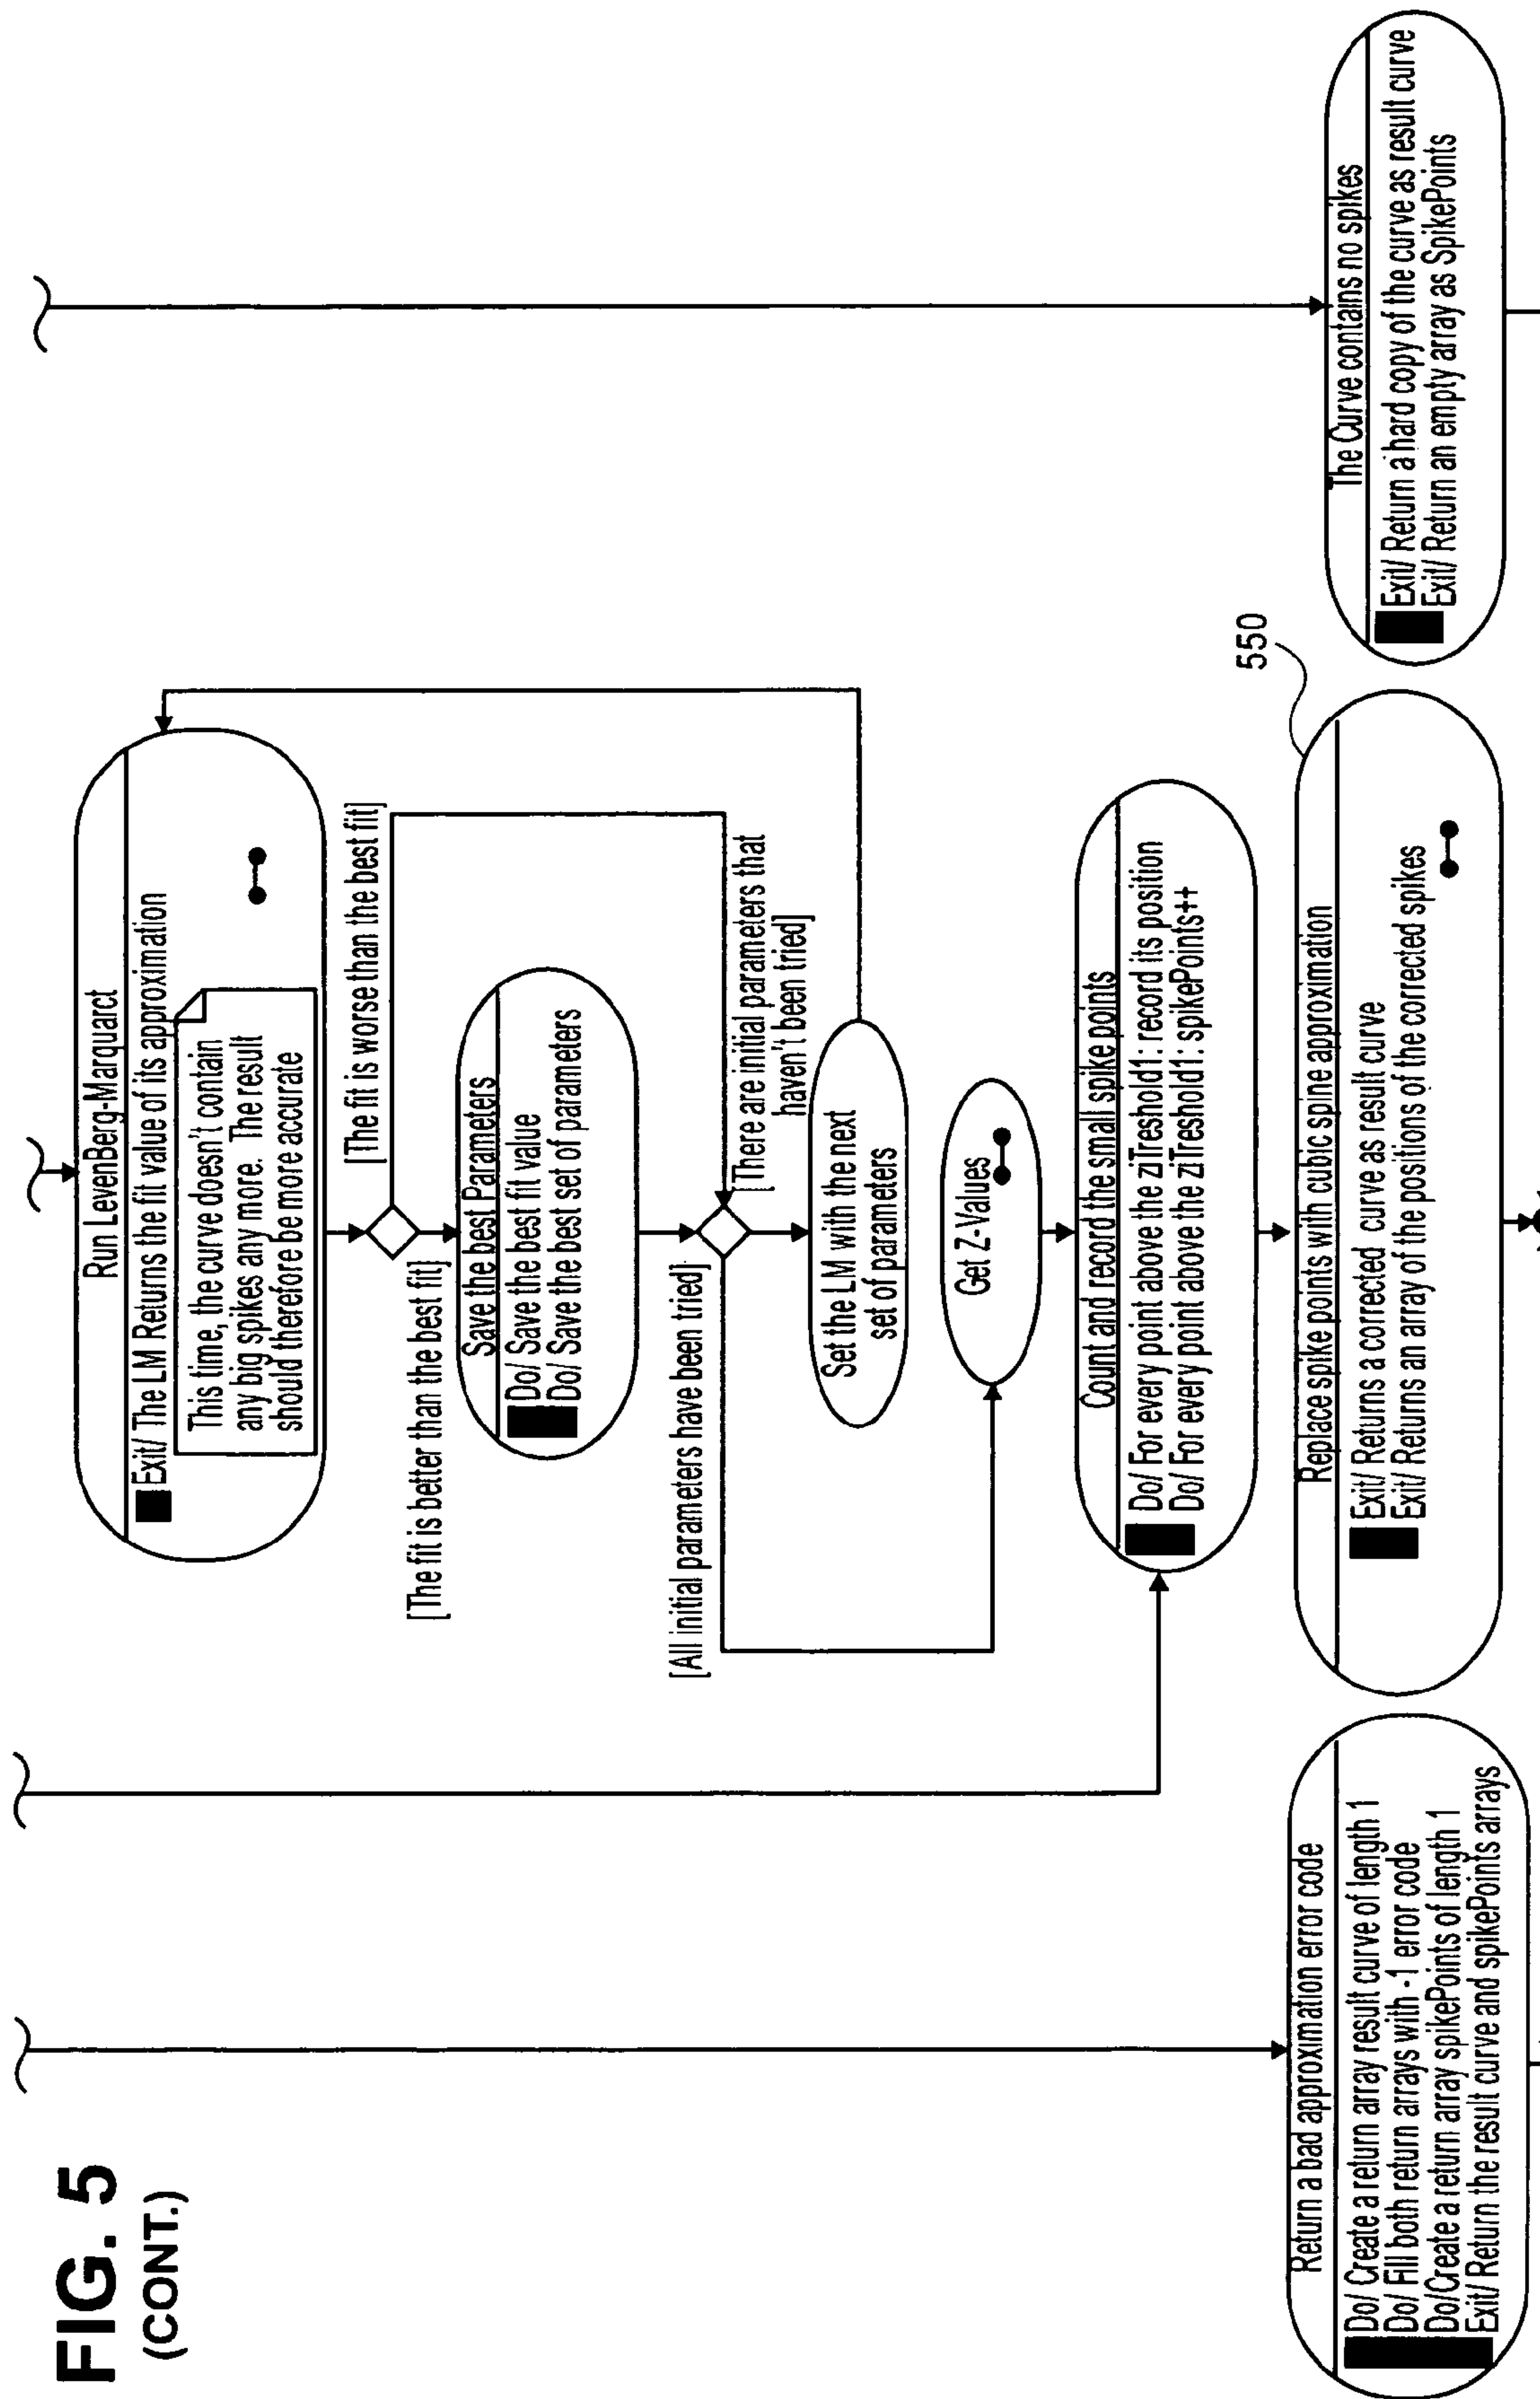 FIG. 5
(CONT.)
Run LevenBerg-Marquarct
Exit/ The LM Returns the fit value of its approximation
This time, the curve doesn't contain
any big spikes any more. The result
should therefore be more accurate
[The fit is worse than the best fit]
[The fit is better than the best fit]
Save the best Parameters
Do/ Save the best fit value
Do/ Save the best set of parameters
[There are initial parameters that
haven't been tried]
[All initial parameters have been tried]
Set the LM with the next
set of parameters
Get Z-Values
Count and record the small spike points
Do/ For every point above the ziTreshold1: record its position
Do/ For every point above the ziTreshold1: spikePoints++
550
Return a bad approximation error code
Do/ Create a return array result curve of length 1
Do/ Fill both return arrays with -1 error code
Do/Create a return array spikePoints of length 1
Exit/ Return the result curve and spikePoints arrays
Replace spike points with cubic spine approximation
Exit/ Returns a corrected curve as result curve
Exit/ Returns an array of the positions of the corrected spikes
The Curve contains no spikes
Exit/ Return a hard copy of the curve as result curve
Exit/ Return an empty array as SpikePoints